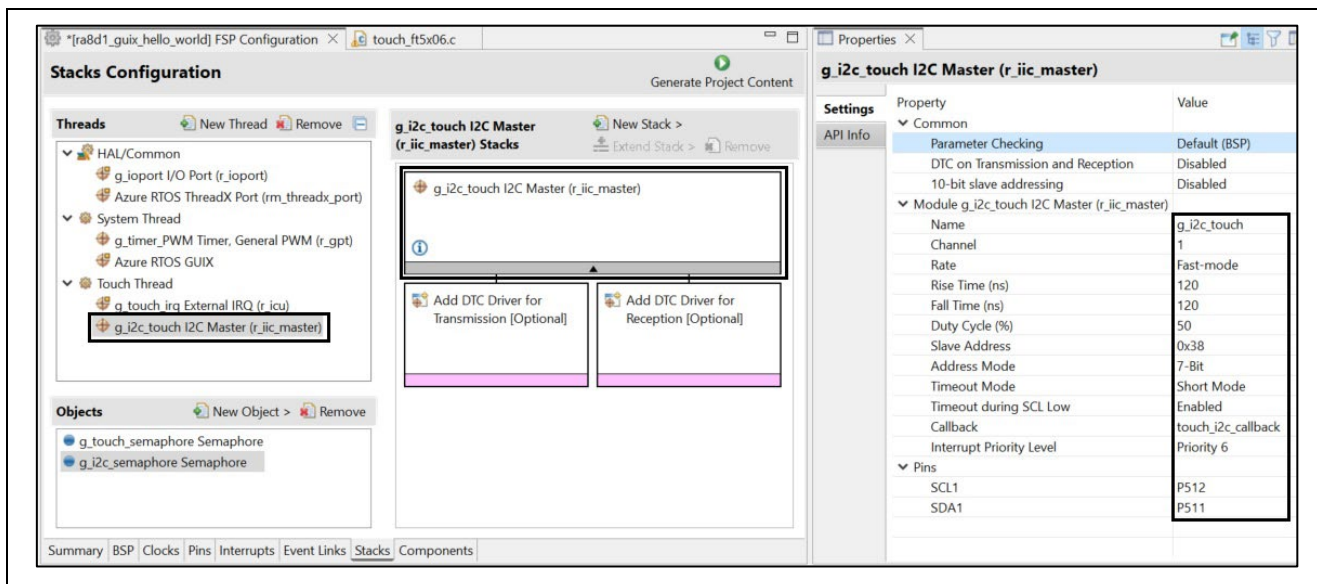 *[ra8d1_guix_hello_world] FSP Configuration
touch_ft5x06.c
Stacks Configuration
Generate Project Content
Threads
New Thread
Remove
HAL/Common
g_ioport I/O Port (r_ioport)
Azure RTOS ThreadX Port (rm_threadx_port)
System Thread
g_timer_PWM Timer, General PWM (r_gpt)
Azure RTOS GUIX
Touch Thread
g_touch_irq External IRQ (r_icu)
g_i2c_touch I2C Master (r_iic_master)
Objects
New Object >
Remove
g_touch_semaphore Semaphore
g_i2c_semaphore Semaphore
g_i2c_touch I2C Master
(r_iic_master) Stacks
New Stack >
Extend Stack >
Remove
g_i2c_touch I2C Master (r_iic_master)
Add DTC Driver for
Transmission [Optional]
Add DTC Driver for
Reception [Optional]
Summary BSP Clocks Pins Interrupts Event Links Stacks Components
Properties
g_i2c_touch I2C Master (r_iic_master)
Settings
API Info
Property Value
Common
Parameter Checking Default (BSP)
DTC on Transmission and Reception Disabled
10-bit slave addressing Disabled
Module g_i2c_touch I2C Master (r_iic_master)
Name g_i2c_touch
Channel 1
Rate Fast-mode
Rise Time (ns) 120
Fall Time (ns) 120
Duty Cycle (%) 50
Slave Address 0x38
Address Mode 7-Bit
Timeout Mode Short Mode
Timeout during SCL Low Enabled
Callback touch_i2c_callback
Interrupt Priority Level Priority 6
Pins
SCL1 P512
SDA1 P511